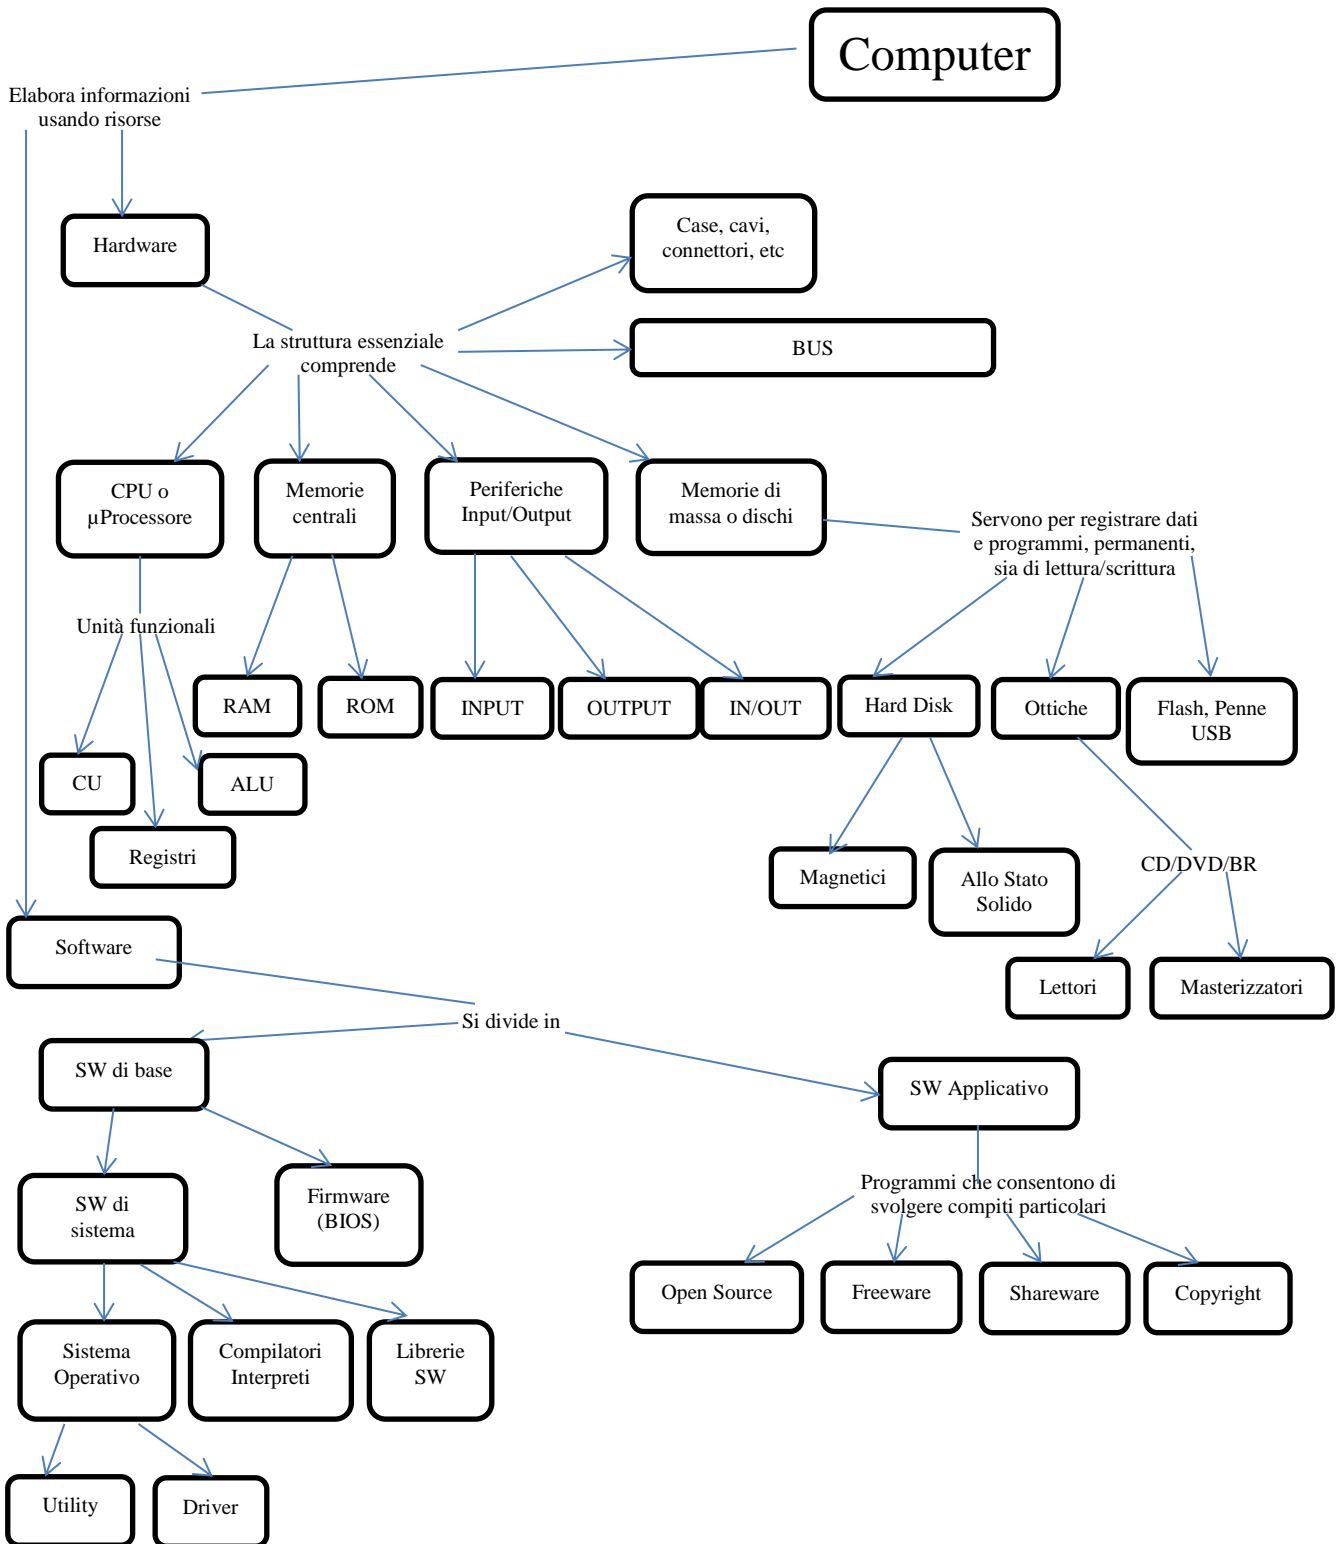 Computer
Elabora informazioni
usando risorse
Hardware
Case, cavi,
connettori, etc
La struttura essenziale
comprende
BUS
CPU o
µProcessore
Memorie
centrali
Periferiche
Input/Output
Memorie di
massa o dischi
Servono per registrare dati
e programmi, permanenti,
sia di lettura/scrittura
Unità funzionali
RAM
ROM
INPUT
OUTPUT
IN/OUT
Hard Disk
Ottiche
Flash, Penne
USB
CU
ALU
Registri
Magnetici
Allo Stato
Solido
CD/DVD/BR
Software
Lettori
Masterizzatori
Si divide in
SW di base
SW Applicativo
SW di
sistema
Firmware
(BIOS)
Programmi che consentono di
svolgere compiti particolari
Open Source
Freeware
Shareware
Copyright
Sistema
Operativo
Compilatori
Interpreti
Librerie
SW
Utility
Driver